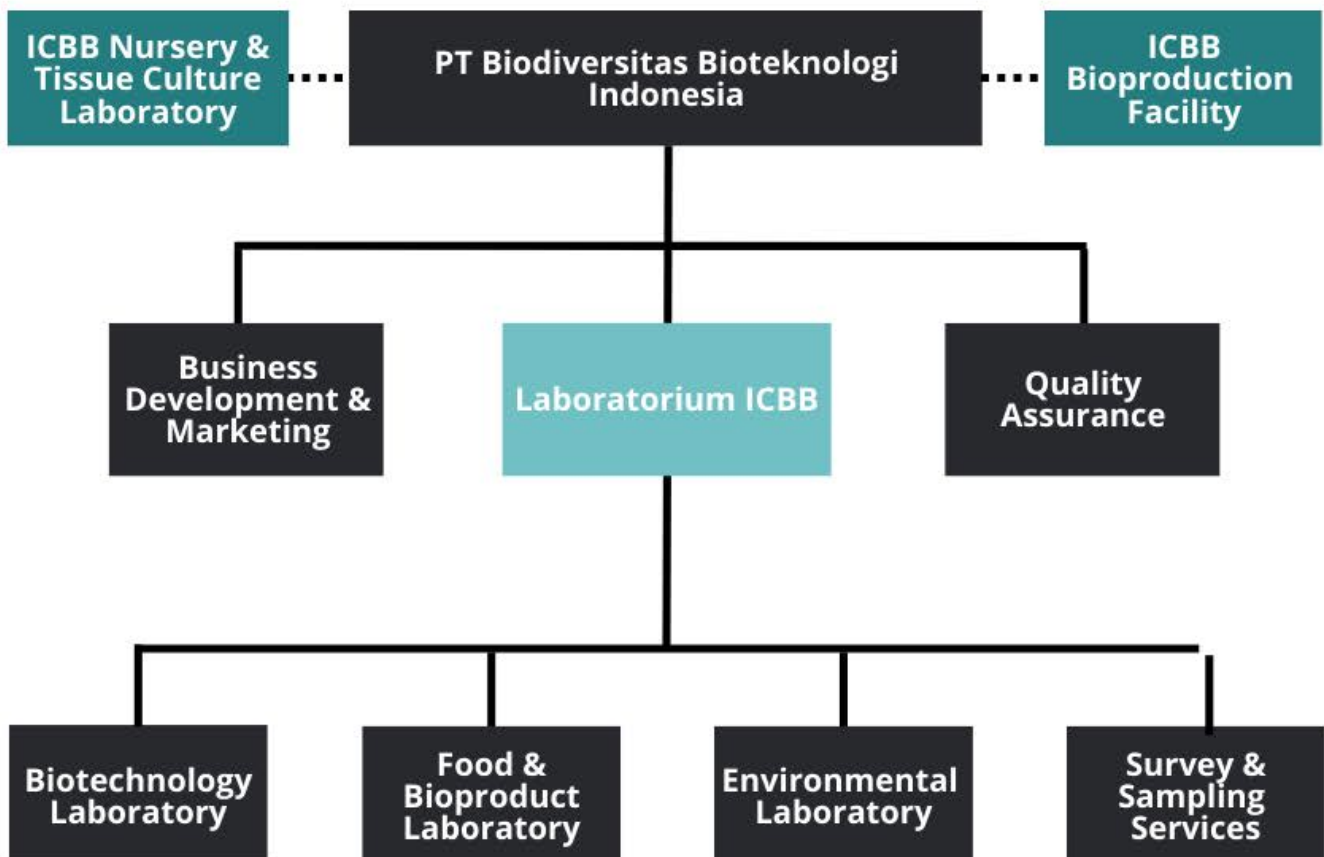 ICBB Nursery &
Tissue Culture
Laboratory
PT Biodiversitas Bioteknologi
Indonesia
ICBB
Bioproduction
Facility
Business
Development &
Marketing
Laboratorium ICBB
Quality
Assurance
Biotechnology
Laboratory
Food &
Bioproduct
Laboratory
Environmental
Laboratory
Survey &
Sampling
Services